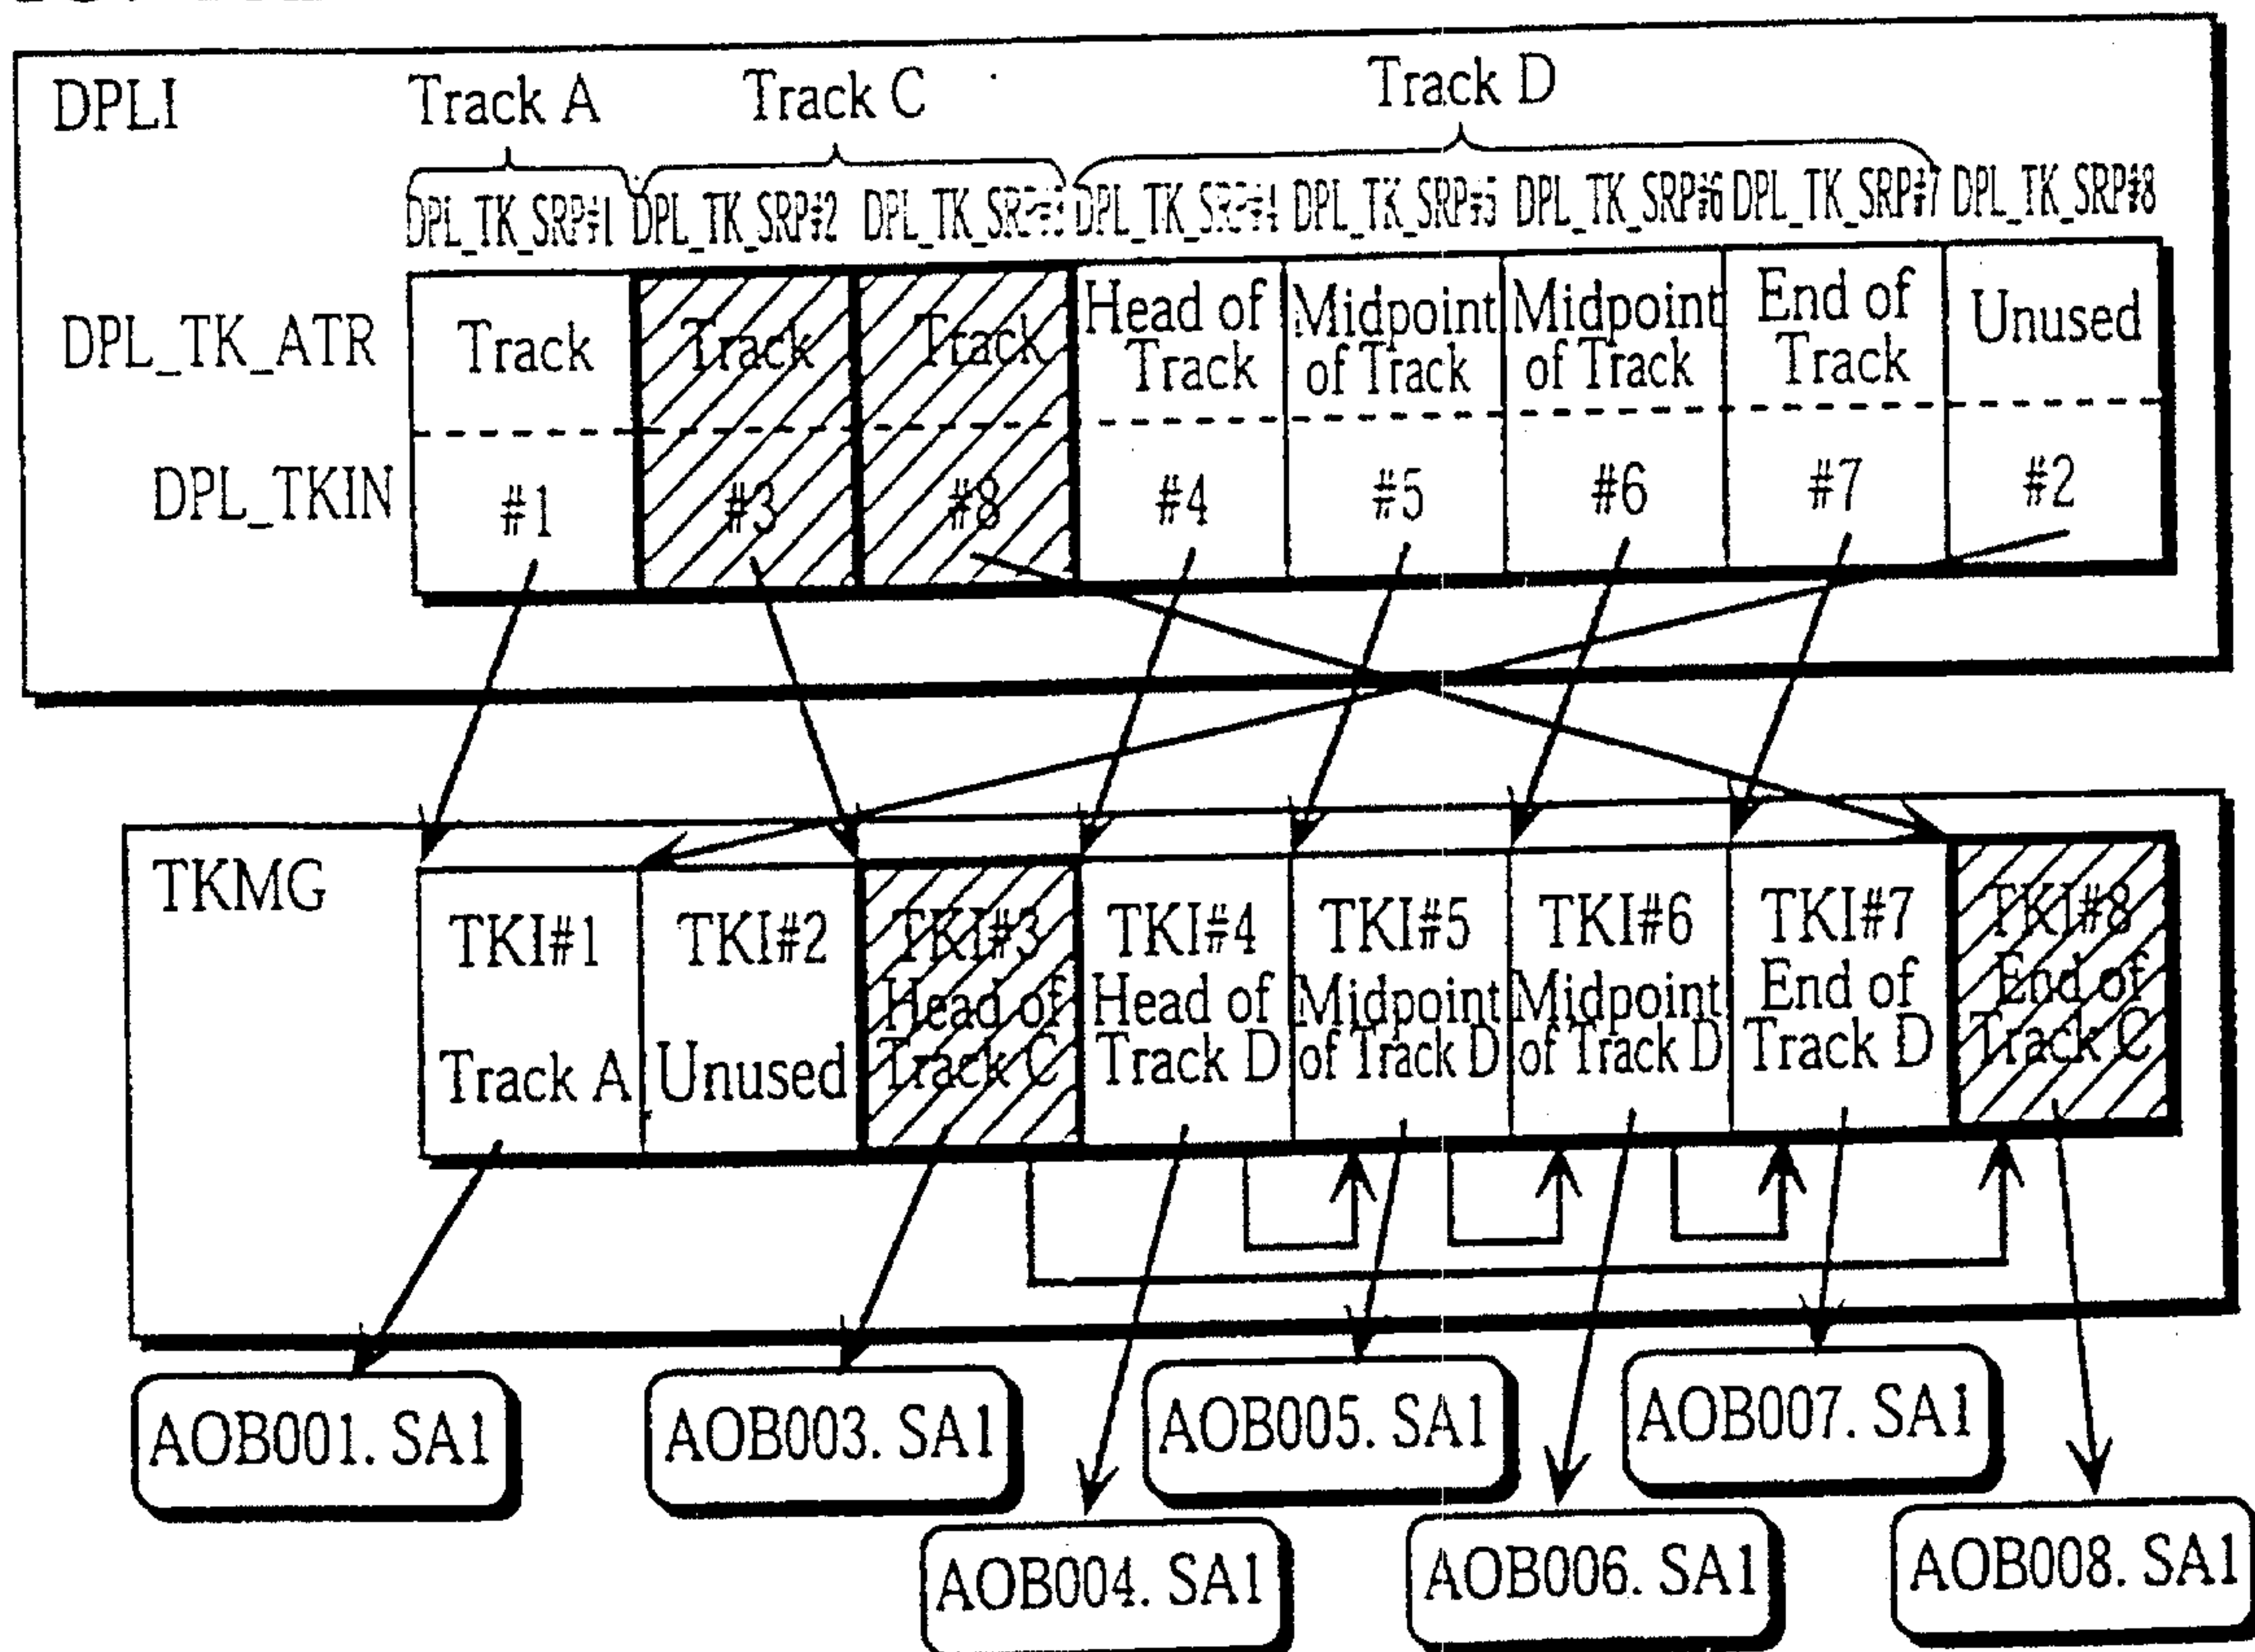 DPLI
Track A
Track C
Track D
DPL_TK_SRP#1 DPL_TK_SRP#2 DPL_TK_SRP#3 DPL_TK_SRP#4 DPL_TK_SRP#5 DPL_TK_SRP#6 DPL_TK_SRP#7 DPL_TK_SRP#8
DPL_TK_ATR
Track
Track
Track
Head of
Track
Midpoint
of Track
Midpoint
of Track
End of
Track
Unused
DPL_TKIN
#1
#3
#8
#4
#5
#6
#7
#2
TKMG
TKI#1
Track A
TKI#2
Unused
TKI#3
Head of
Track C
TKI#4
Head of
Track D
TKI#5
Midpoint
of Track D
TKI#6
Midpoint
of Track D
TKI#7
End of
Track D
TKI#8
End of
Track C
AOB001. SA1
AOB003. SA1
AOB005. SA1
AOB007. SA1
AOB004. SA1
AOB006. SA1
AOB008. SA1